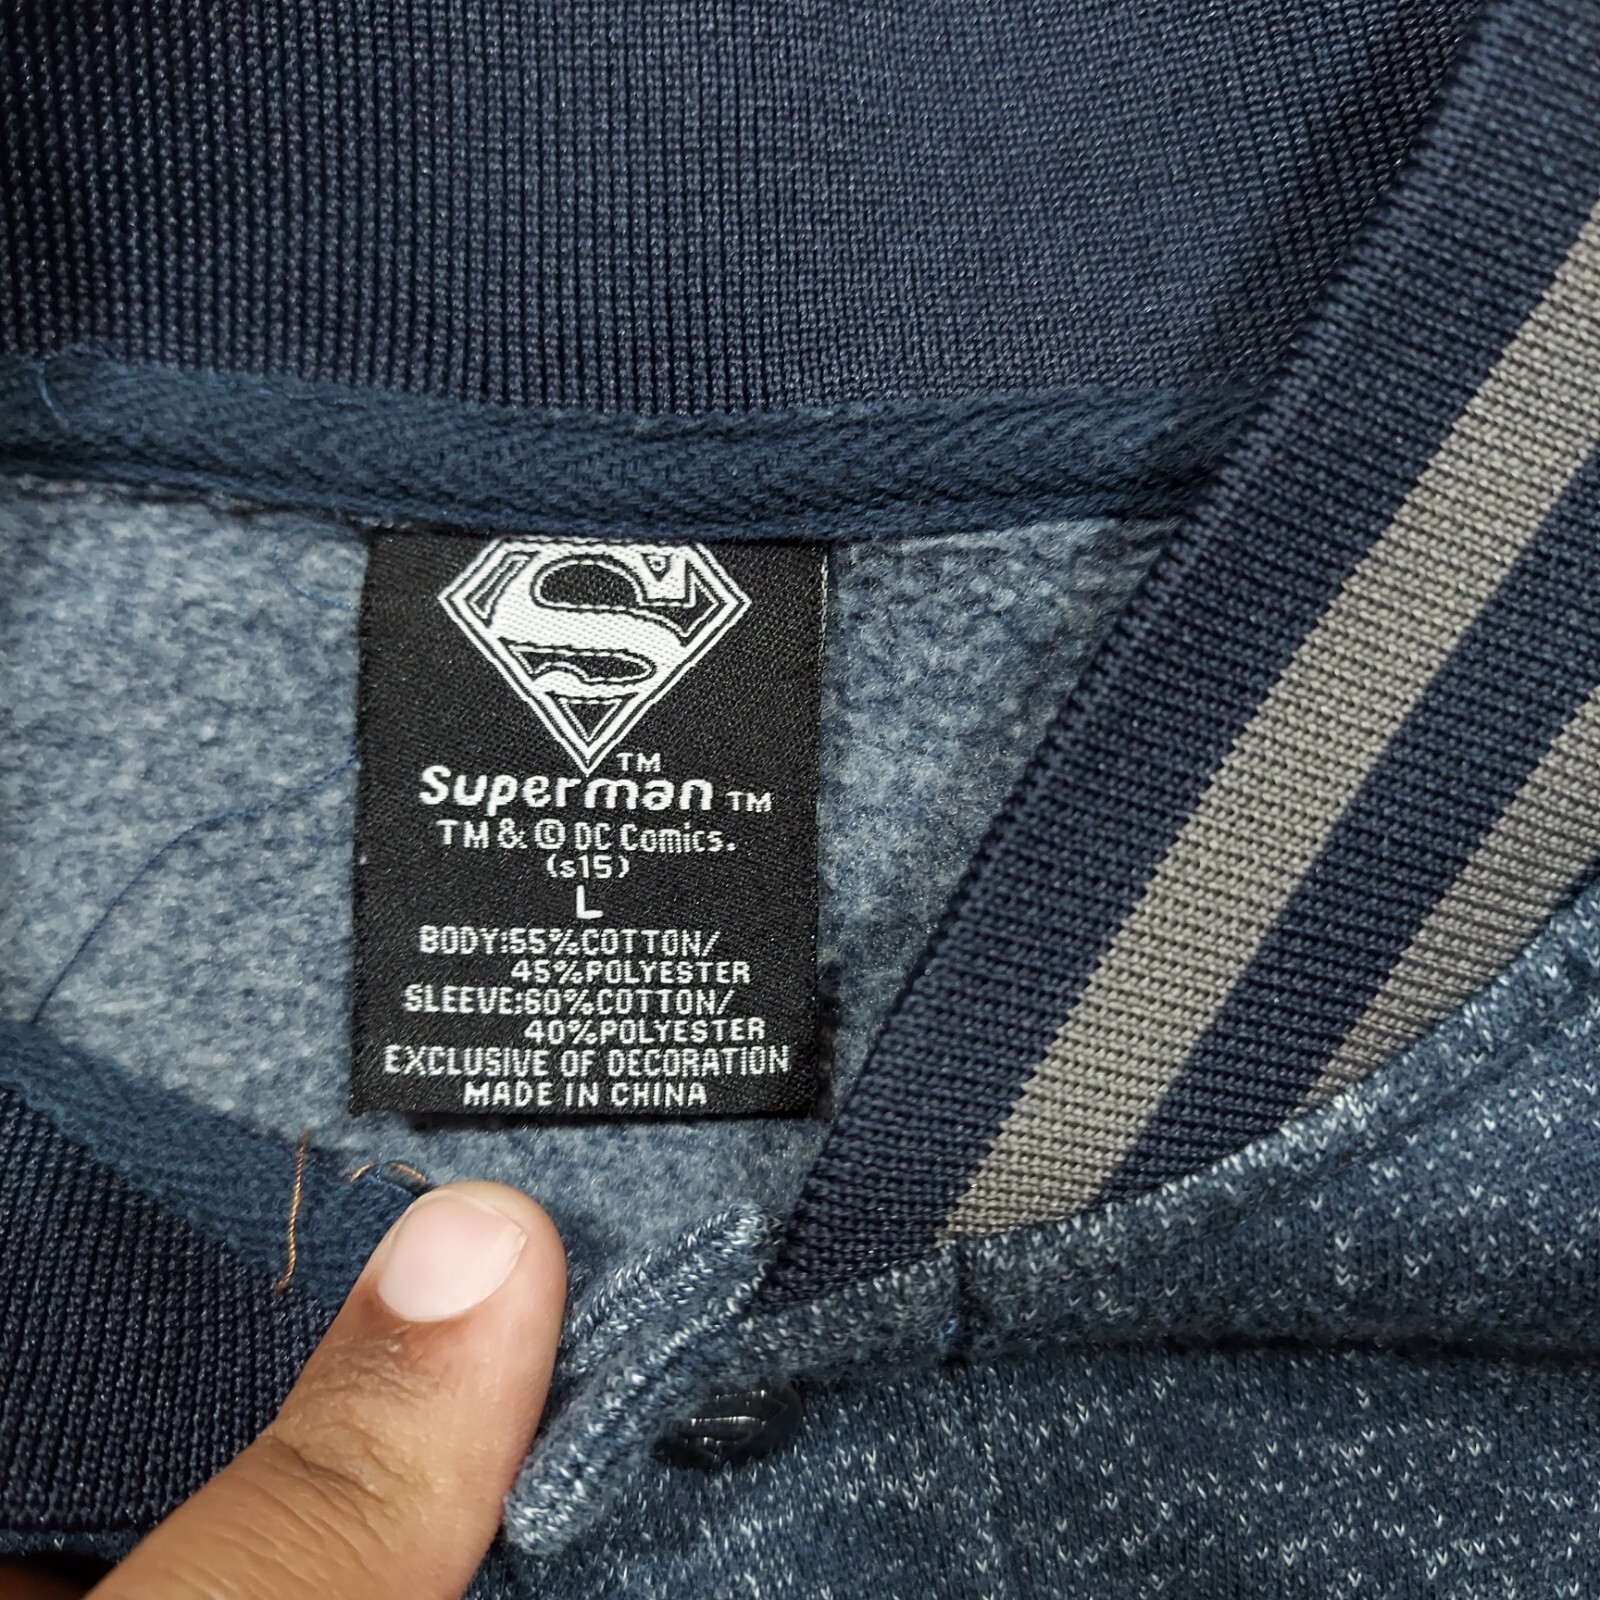 S
TM
Superman TM
TM & © DC Comics.
(s15)
L
BODY:55%COTTON/
45%POLYESTER
SLEEVE:60%COTTON/
40%POLYESTER
EXCLUSIVE OF DECORATION
MADE IN CHINA